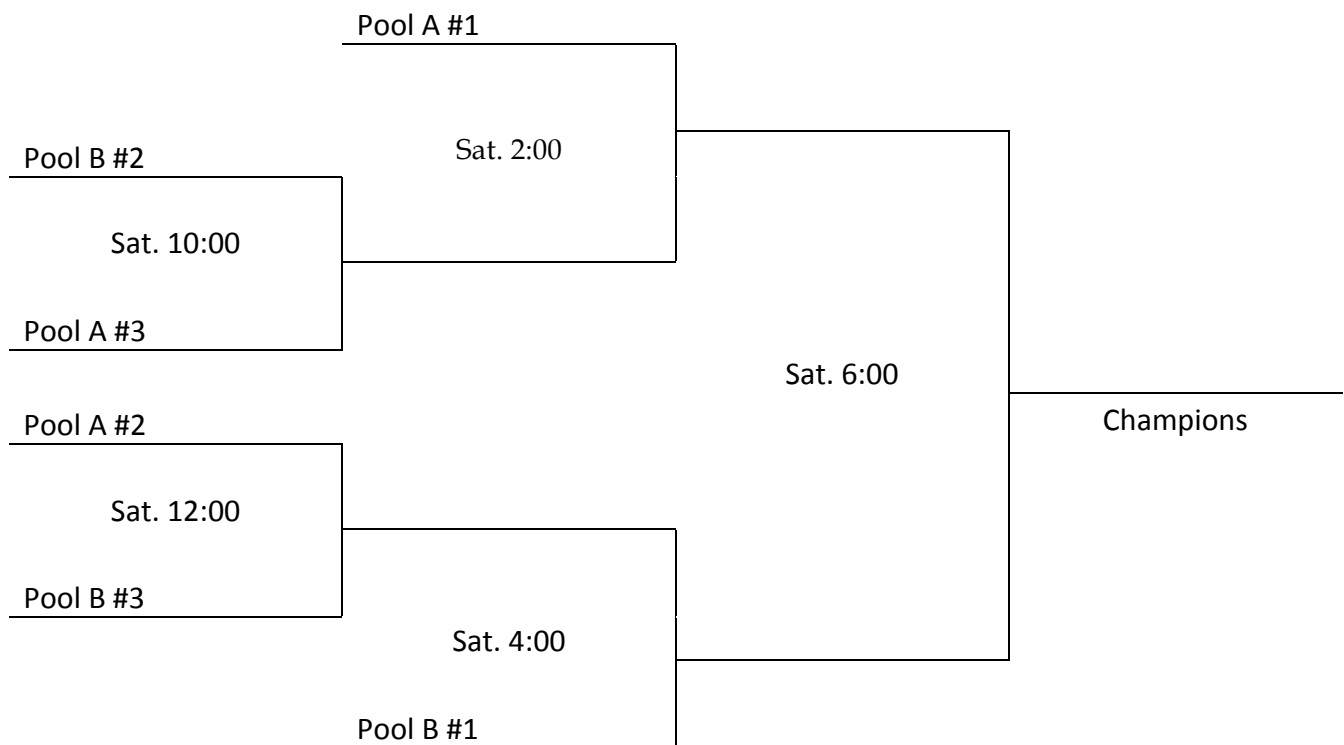 Pool A #1
Sat. 2:00
Pool B #2
Sat. 10:00
Pool A #3
Sat. 6:00
Champions
Pool A #2
Sat. 12:00
Pool B #3
Sat. 4:00
Pool B #1